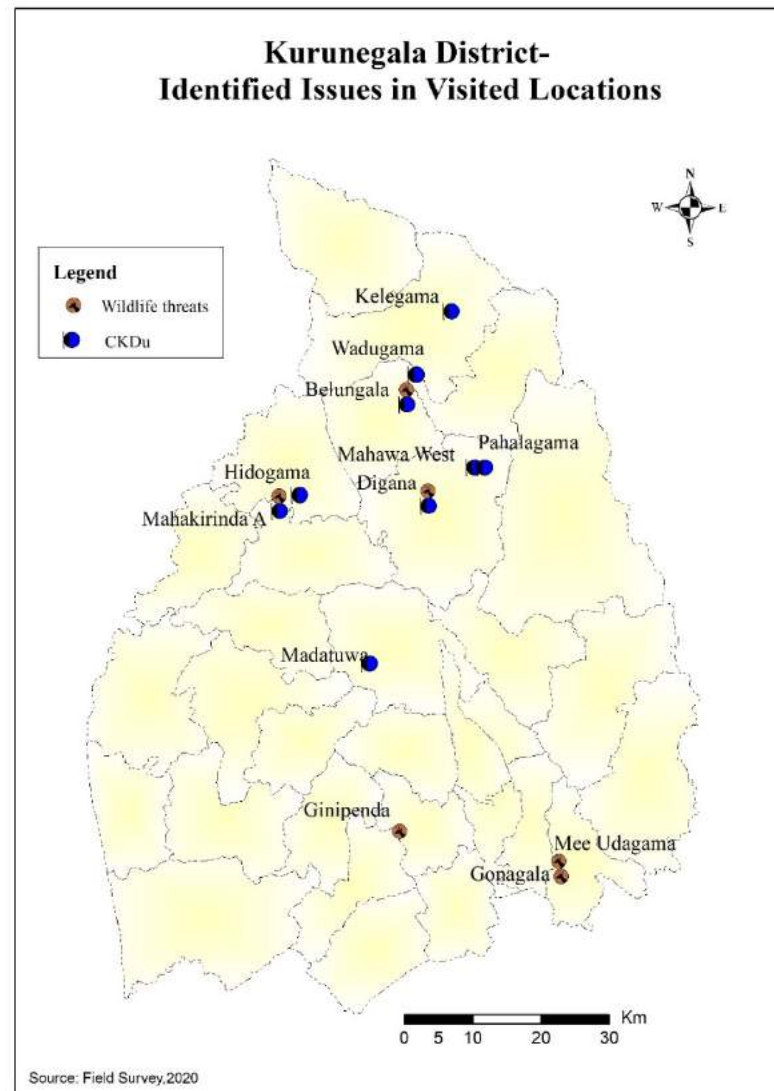 Kurunegala District-
Identified Issues in Visited Locations
N
W E
S
Legend
Wildlife threats
CKDu
Kelegama
Wadugama
Belungala
Mahawa West
Pahalagama
Hidogama
Digana
Mahakirinda A
Madatuwa
Ginipenda
Mee Udagama
Gonagala
Km
0 5 10 20 30
Source: Field Survey,2020